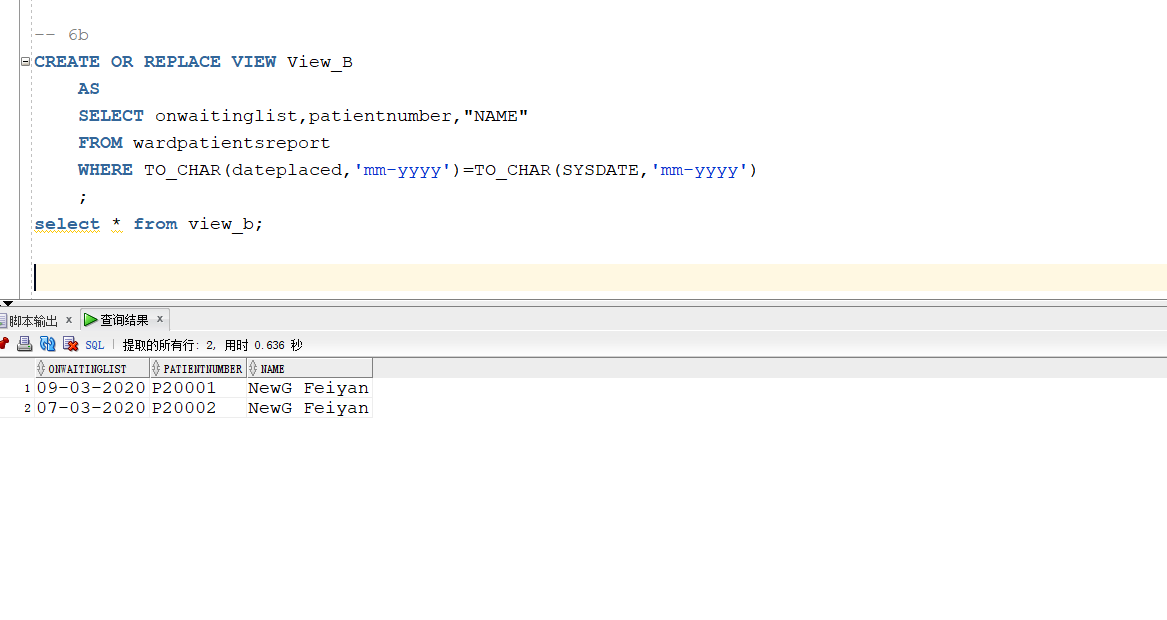 -- 6b
CREATE OR REPLACE VIEW View_B
AS
SELECT onwaitinglist,patientnumber,"NAME"
FROM wardpatientsreport
WHERE TO_CHAR(dateplaced,'mm-yyyy')=TO_CHAR(SYSDATE,'mm-yyyy')
;
select * from view_b;
脚本输出 x 查询结果 x
SQL | 提取的所有行: 2, 用时 0.636 秒
ONWAITINGLIST PATIENTNUMBER NAME
1 09-03-2020 P20001 NewG Feiyan
2 07-03-2020 P20002 NewG Feiyan